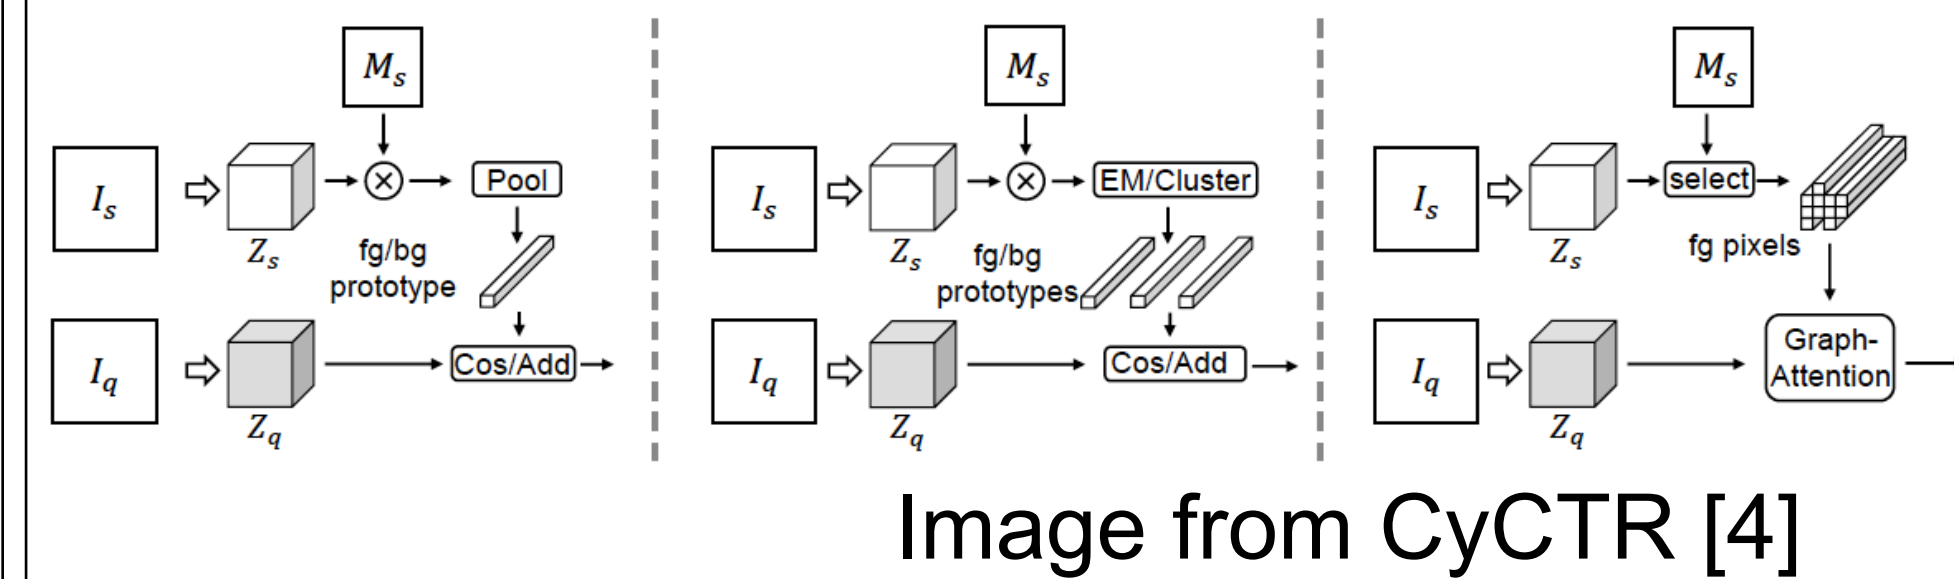 M_s
I_s
Z_s
Pool
fg/bg
prototype
I_q
Z_q
Cos/Add
M_s
I_s
Z_s
EM/Cluster
fg/bg
prototypes
I_q
Z_q
Cos/Add
M_s
I_s
Z_s
select
fg pixels
I_q
Z_q
Graph-
Attention
Image from CyCTR [4]